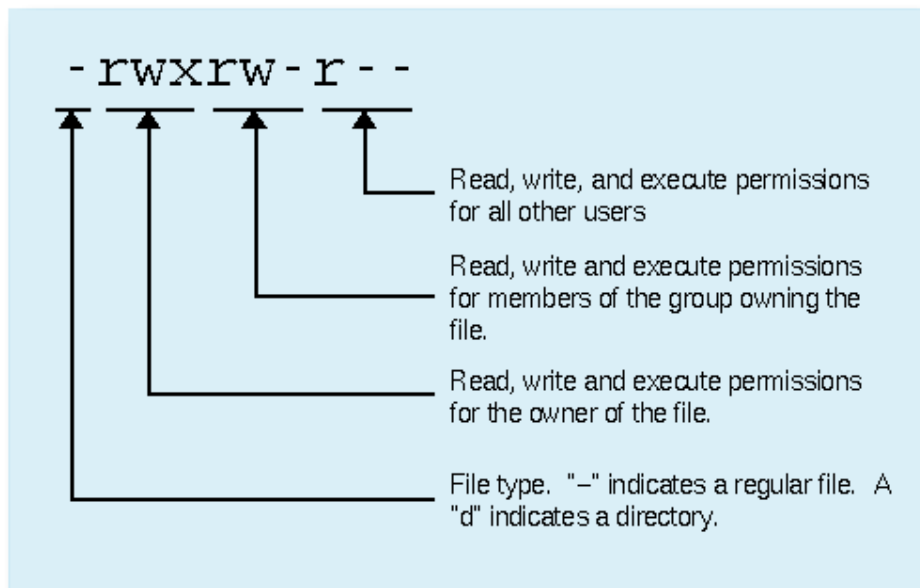 -rwxrw-r--
Read, write, and execute permissions
for all other users
Read, write and execute permissions
for members of the group owning the
file.
Read, write and execute permissions
for the owner of the file.
File type.  "–" indicates a regular file.  A
"d" indicates a directory.